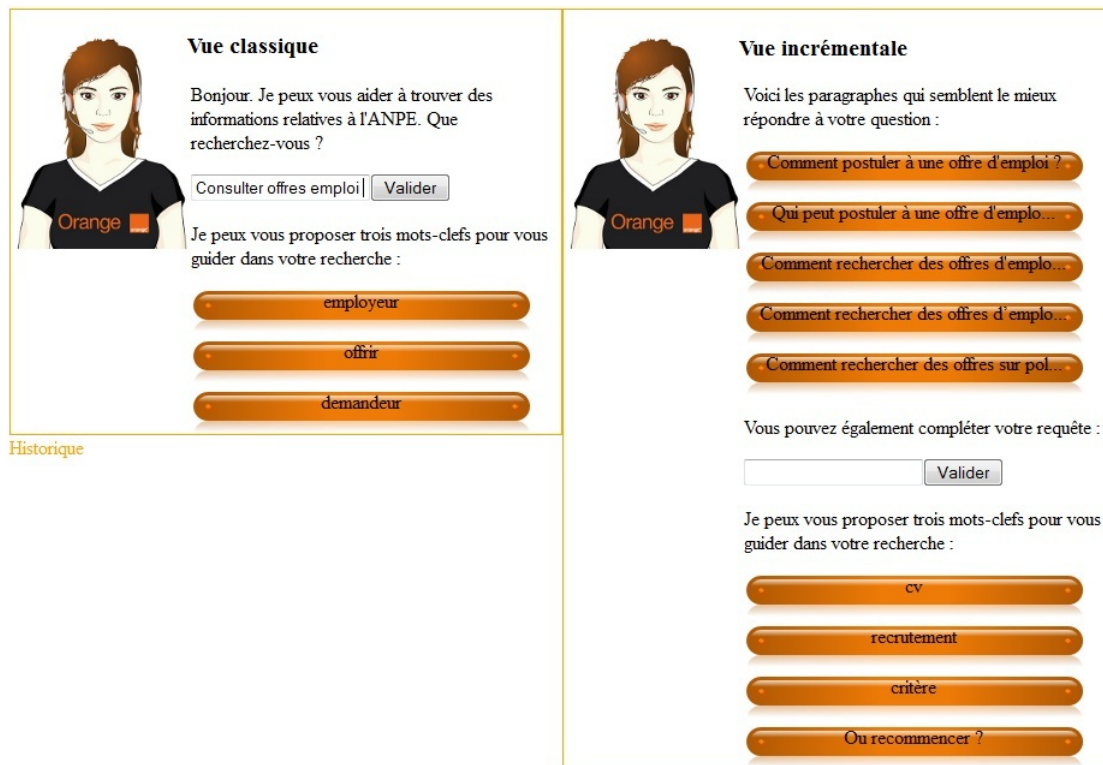 Vue classique
Bonjour. Je peux vous aider à trouver des
informations relatives à l'ANPE. Que
recherchez-vous ?
Consulter offres emploi Valider
Je peux vous proposer trois mots-clefs pour vous
guider dans votre recherche :
employeur
offrir
demandeur
Orange
orange
Historique
Vue incrémentale
Voici les paragraphes qui semblent le mieux
répondre à votre question :
Comment postuler à une offre d'emploi ?
Qui peut postuler à une offre d'emplo...
Comment rechercher des offres d'emplo...
Comment rechercher des offres d'emplo...
Comment rechercher des offres sur pol...
Orange
orange
Vous pouvez également compléter votre requête :
Valider
Je peux vous proposer trois mots-clefs pour vous
guider dans votre recherche :
cv
recrutement
critère
Ou recommencer ?